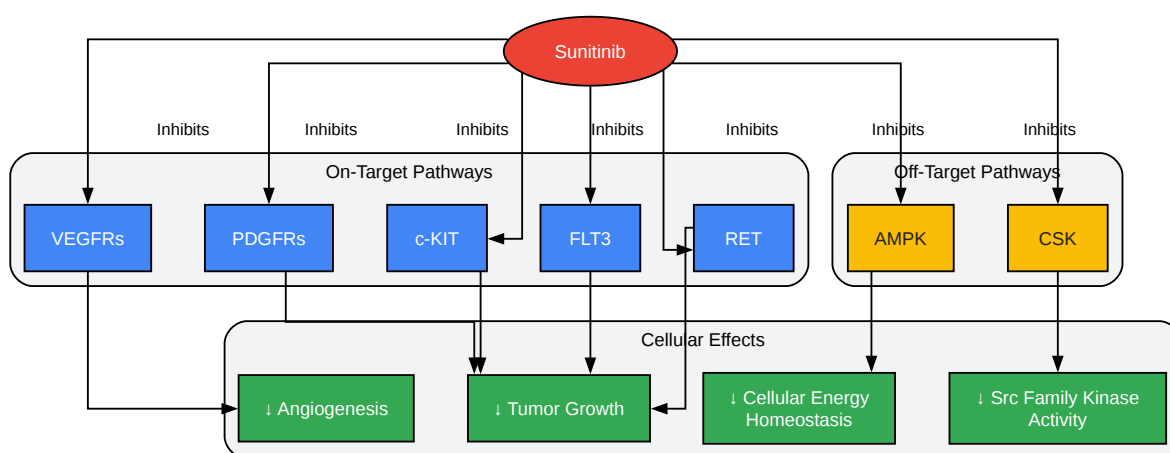 Sunitinib
Inhibits
Inhibits
Inhibits
Inhibits
Inhibits
Inhibits
Inhibits
On-Target Pathways
Off-Target Pathways
VEGFRs
PDGFRs
c-KIT
FLT3
RET
AMPK
CSK
Cellular Effects
↓ Angiogenesis
↓ Tumor Growth
↓ Cellular Energy
Homeostasis
↓ Src Family Kinase
Activity